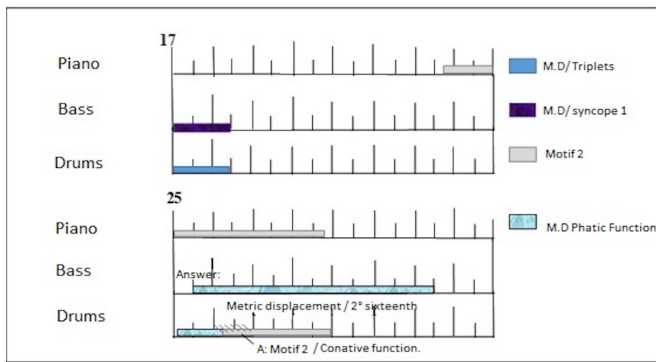 17
Piano
M.D/ Triplets
Bass
M.D/ syncope 1
Motif 2
Drums
25
Piano
M.D Phatic Function
Bass
Answer:
Metric displacement / 2° sixteenth
Drums
A: Motif 2 / Conative function.